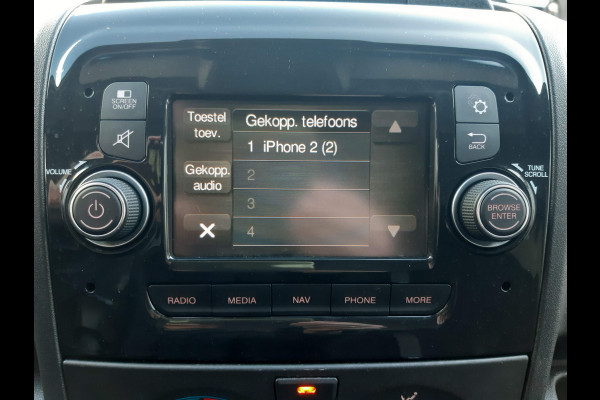 SCREEN
ON/OFF
VOLUME
Toestel
toev.
Gekopp. telefoons
1 iPhone 2 (2)
Gekopp.
audio
2
3
4
BACK
TUNE
SCROLL
BROWSE
ENTER
RADIO
MEDIA
NAV
PHONE
MORE